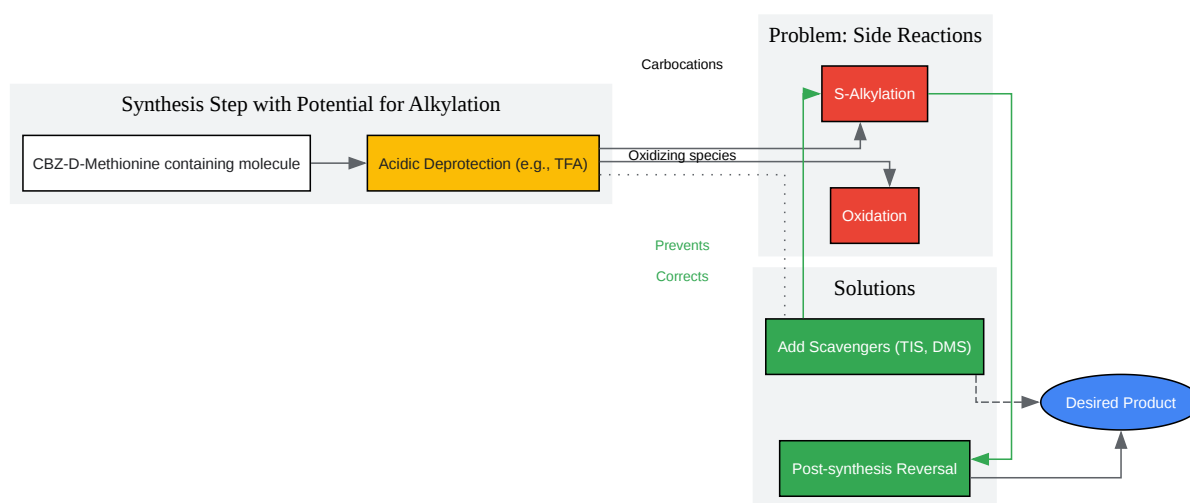 Problem: Side Reactions
Carbocations
S-Alkylation
Synthesis Step with Potential for Alkylation
CBZ-D-Methionine containing molecule
Acidic Deprotection (e.g., TFA)
Oxidizing species
Oxidation
Prevents
Corrects
Solutions
Add Scavengers (TIS, DMS)
Desired Product
Post-synthesis Reversal